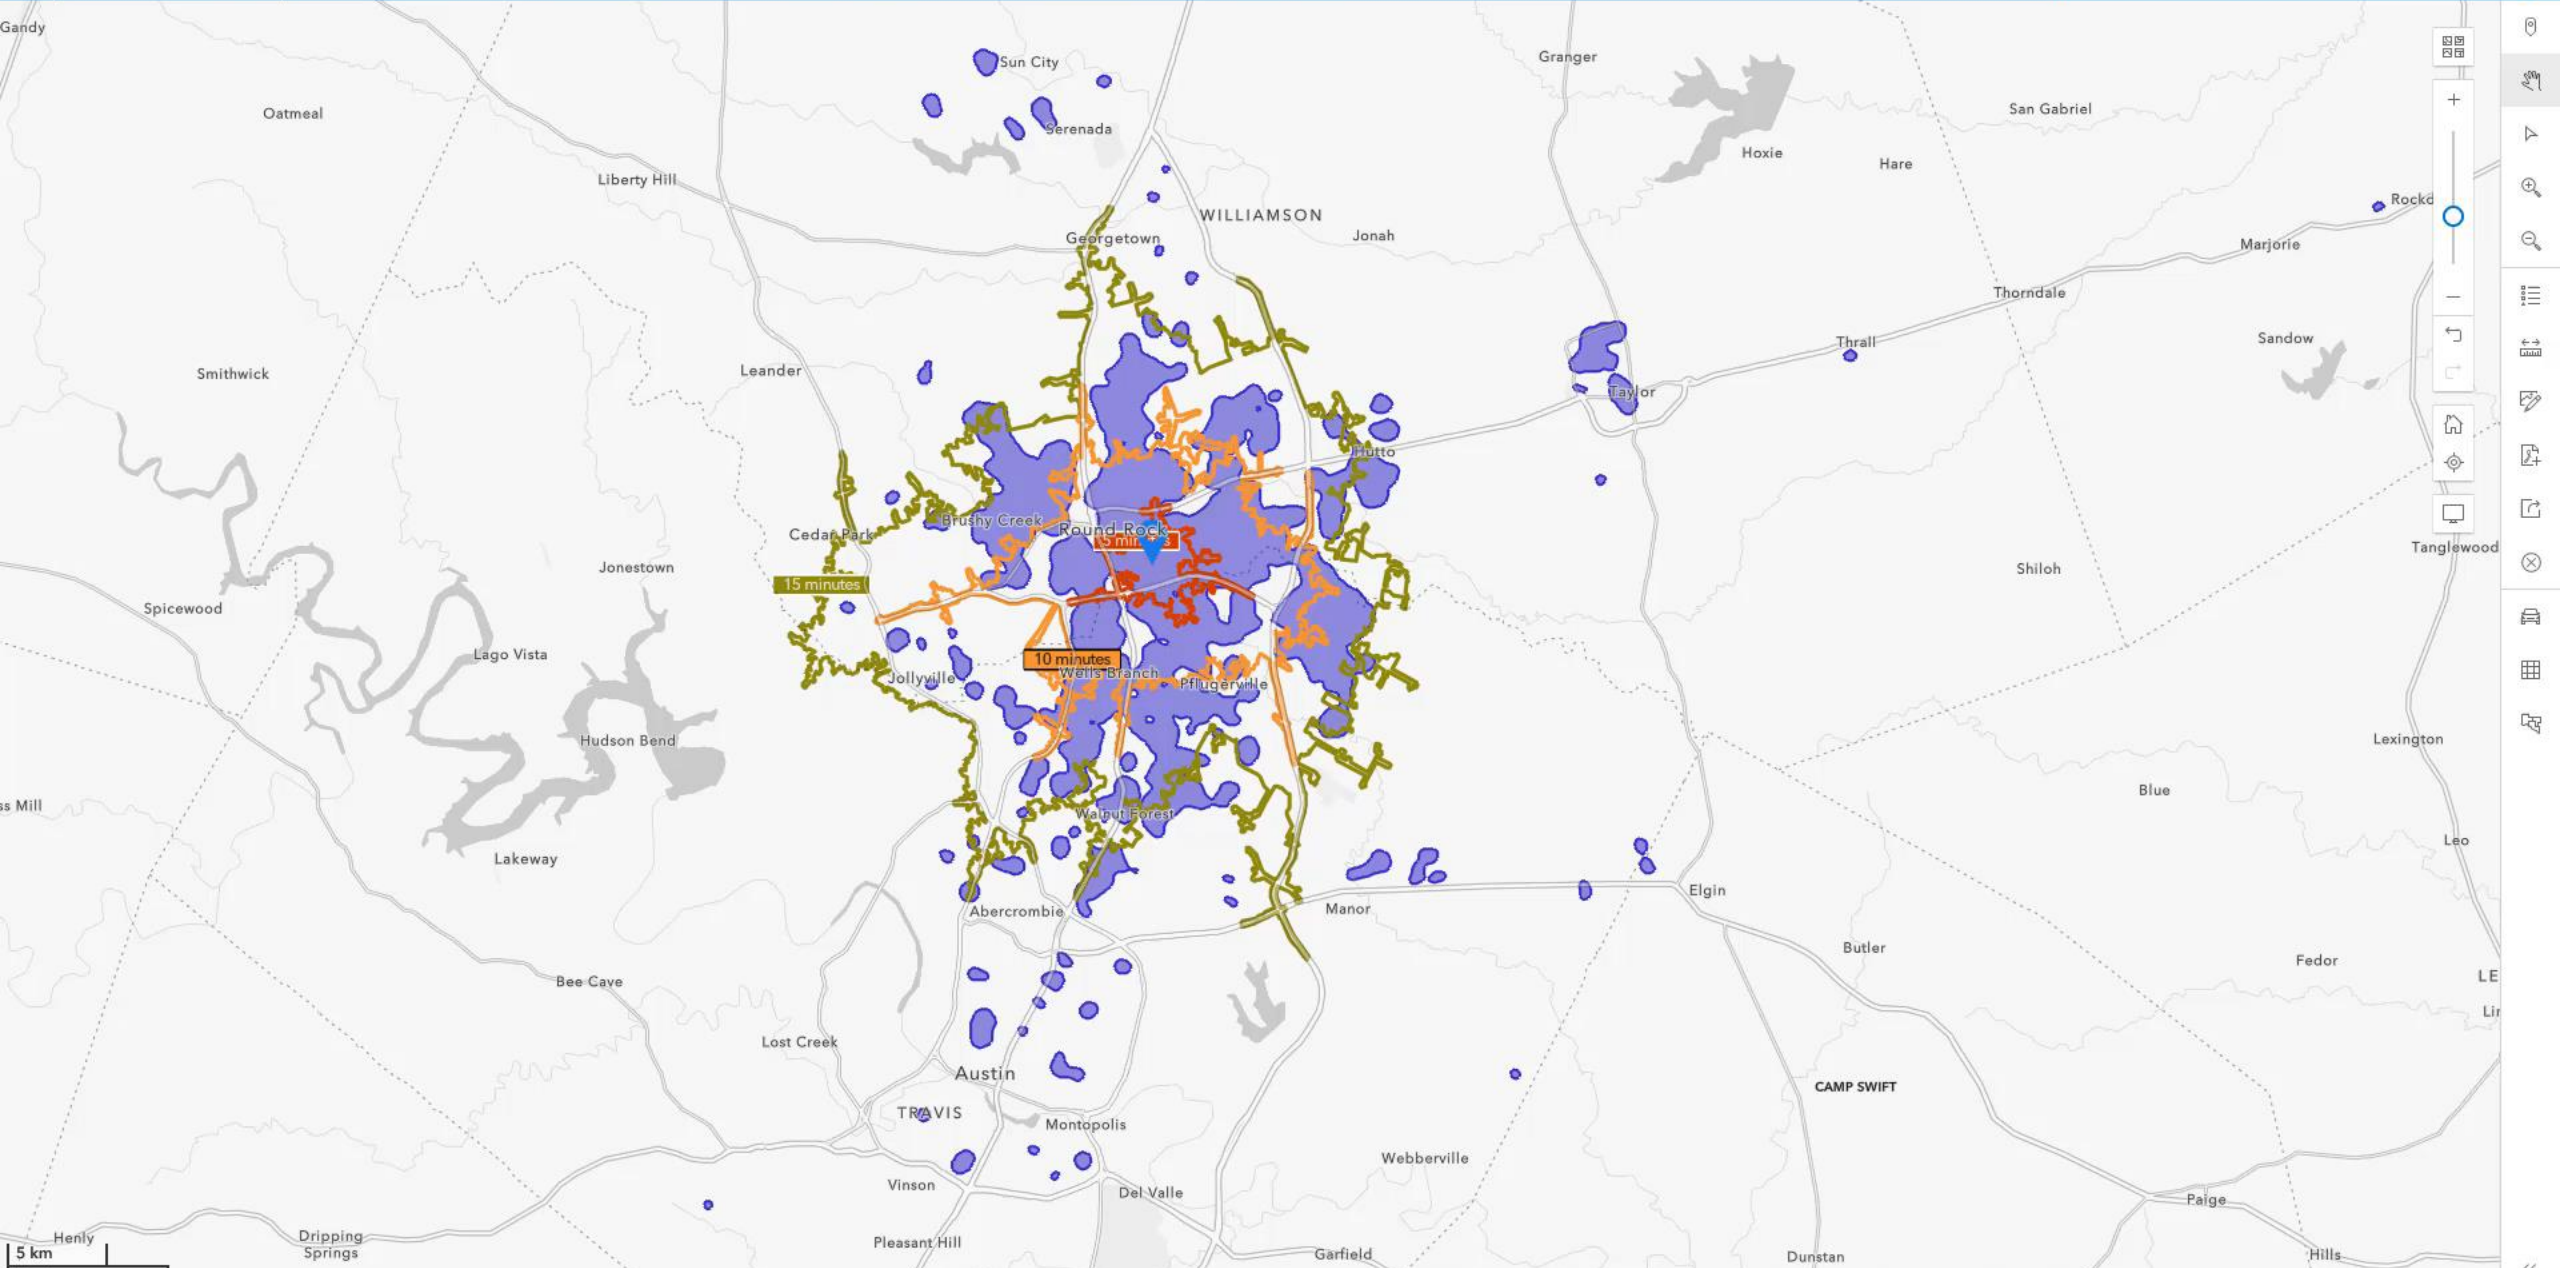 Gandy
Sun City
Granger
Oatmeal
San Gabriel
Serenada
Hoxie
Hare
Liberty Hill
WILLIAMSON
Georgetown
Jonah
Marjorie
Thorndale
Thrall
Sandow
Leander
Smithwick
Taylor
Hutto
Brushy Creek
Round Rock
Cedar Park
Tanglewood
Jonestown
Shiloh
15 minutes
Spicewood
Lago Vista
10 minutes
Wells Branch
Jollyville
Pflugerville
Hudson Bend
Lexington
Blue
ss Mill
Walnut Forest
Leo
Lakeway
Elgin
Abercrombie
Manor
Butler
Fedor
LE
Bee Cave
Lin
Lost Creek
Austin
CAMP SWIFT
TRAVIS
Montopolis
Webberville
Vinson
Del Valle
Paige
Henly
Dripping
Springs
Pleasant Hill
Garfield
Dunstan
Hills
5 km